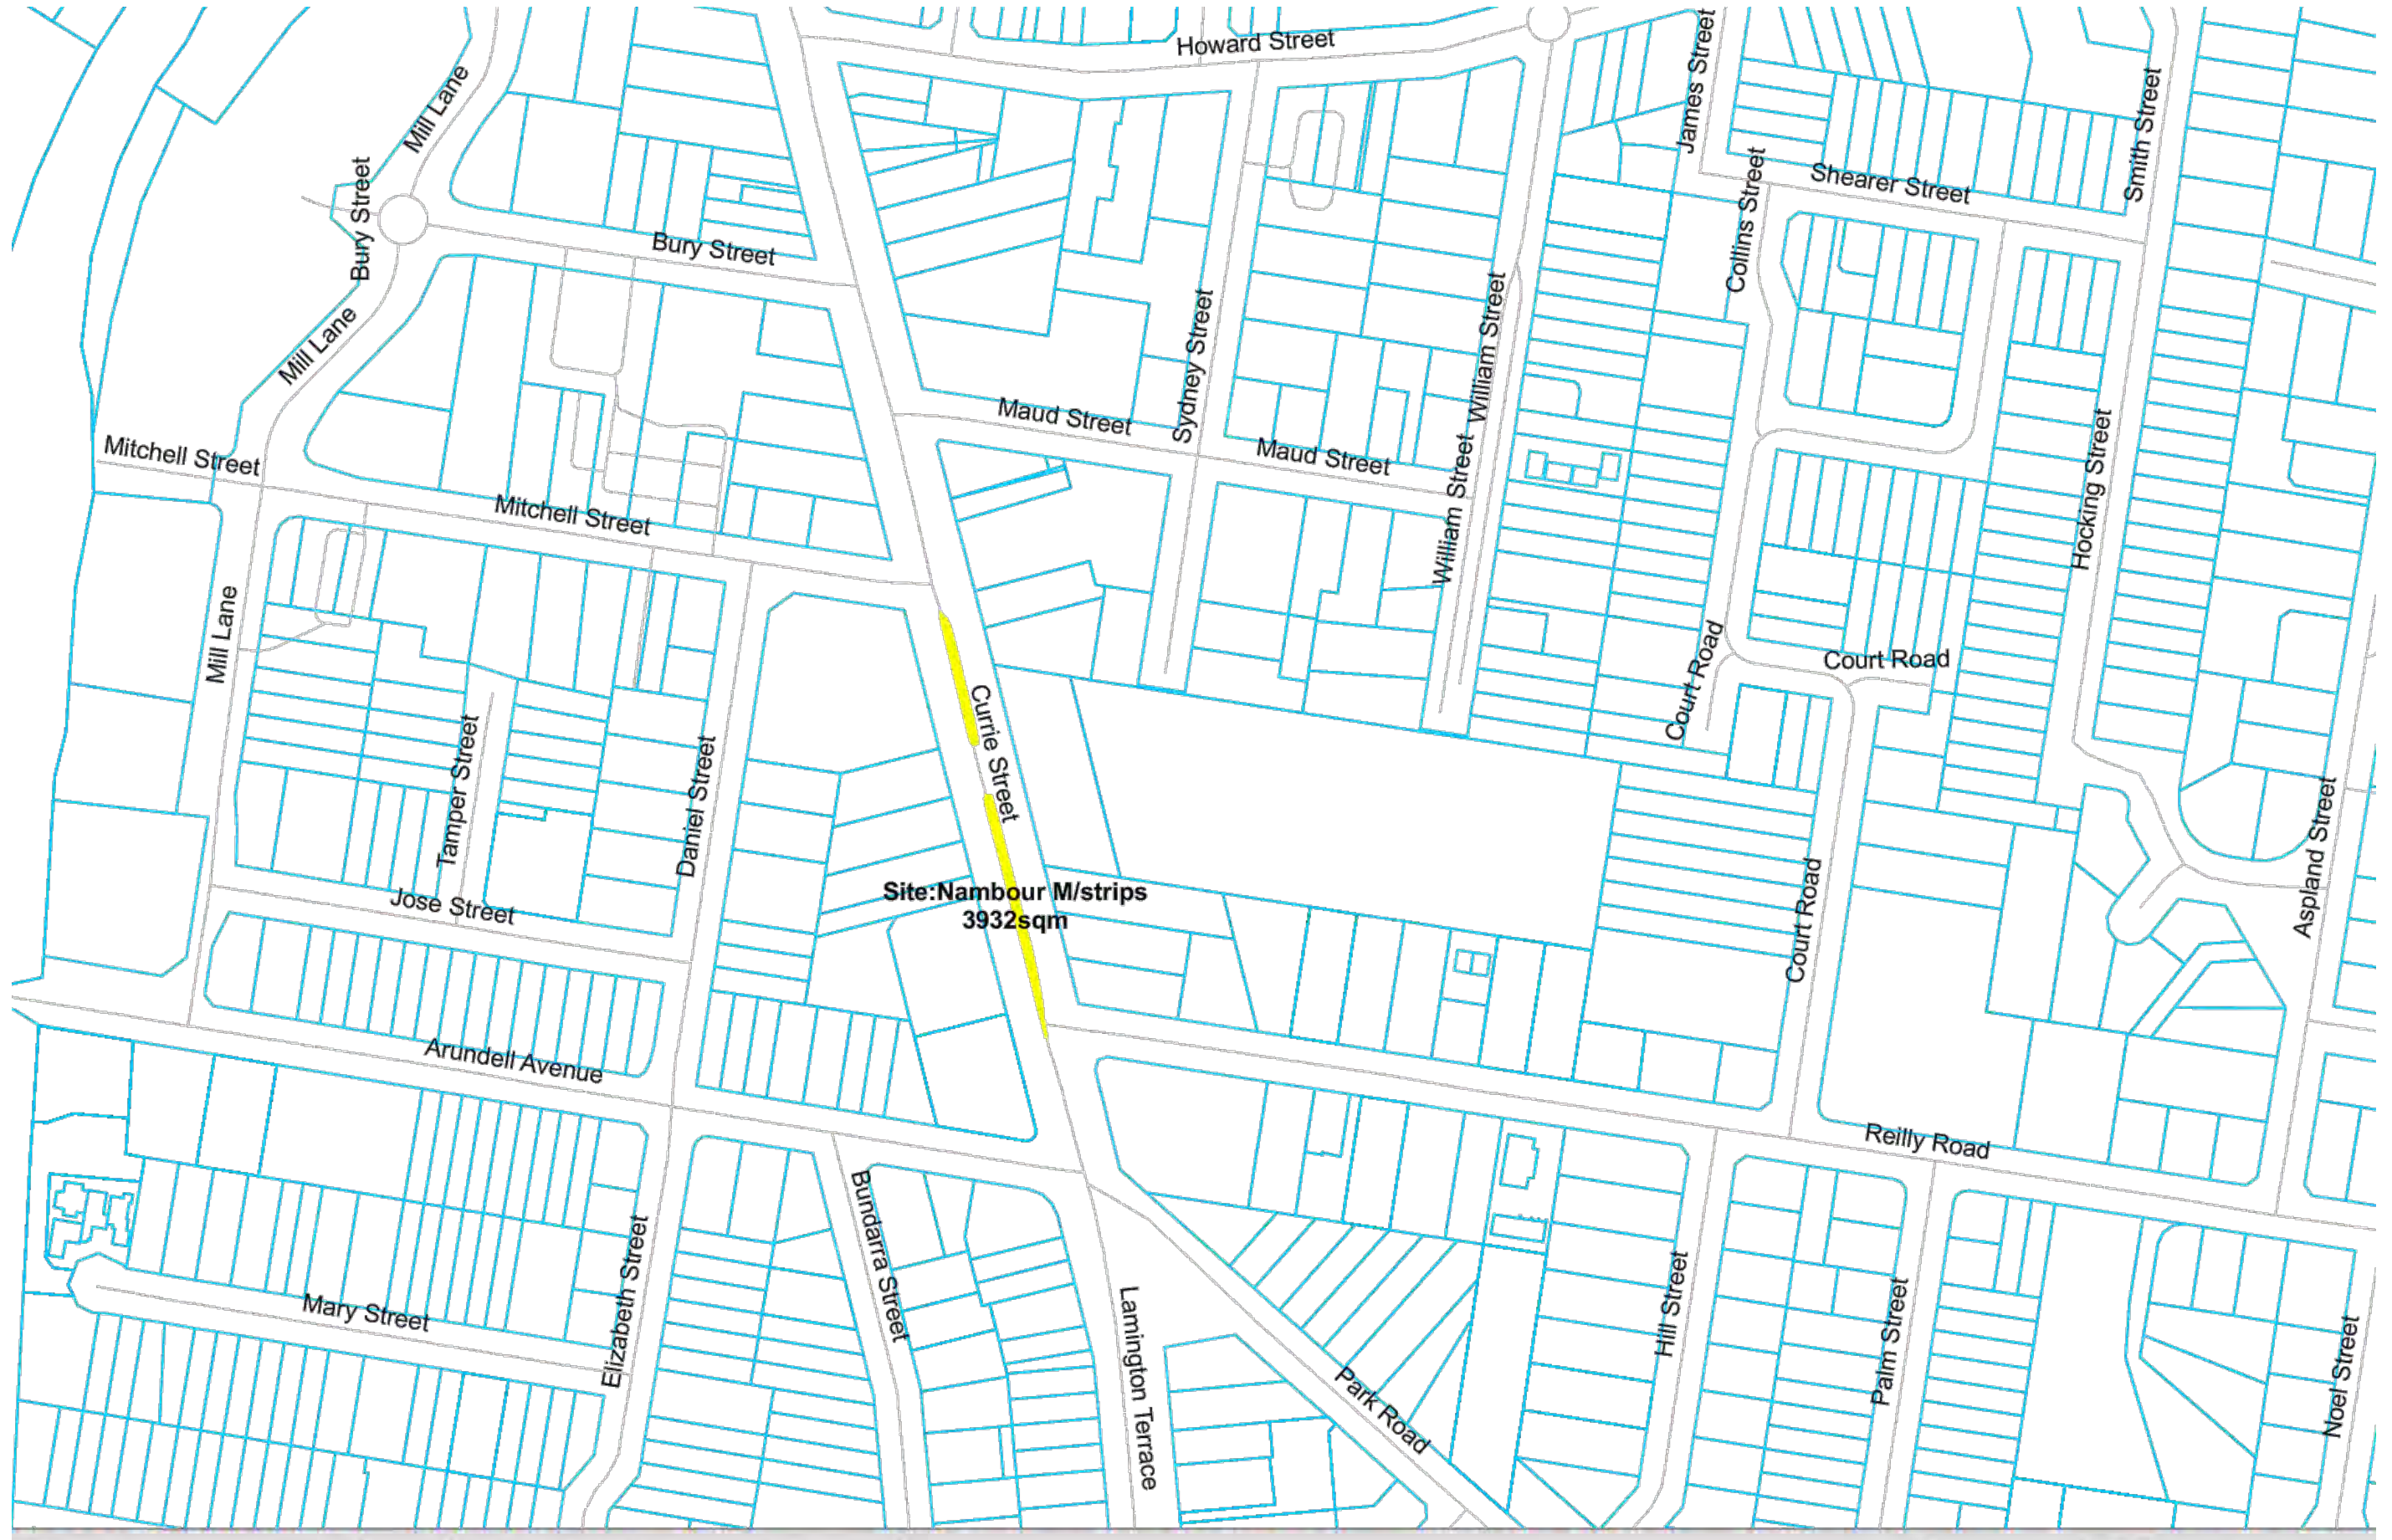 Howard Street
James Street
Mill Lane
Smith Street
Bury Street
Shearer Street
Collins Street
Bury Street
Mill Lane
Sydney Street
William Street
Maud Street
Mitchell Street
Maud Street
William Street
Hocking Street
Mitchell Street
Mill Lane
Court Road
Court Road
Currie Street
Tamper Street
Daniel Street
Aspland Street
Site:Nambour M/strips
3932sqm
Jose Street
Court Road
Arundell Avenue
Reilly Road
Bundarra Street
Elizabeth Street
Mary Street
Lamington Terrace
Hill Street
Palm Street
Park Road
Noel Street